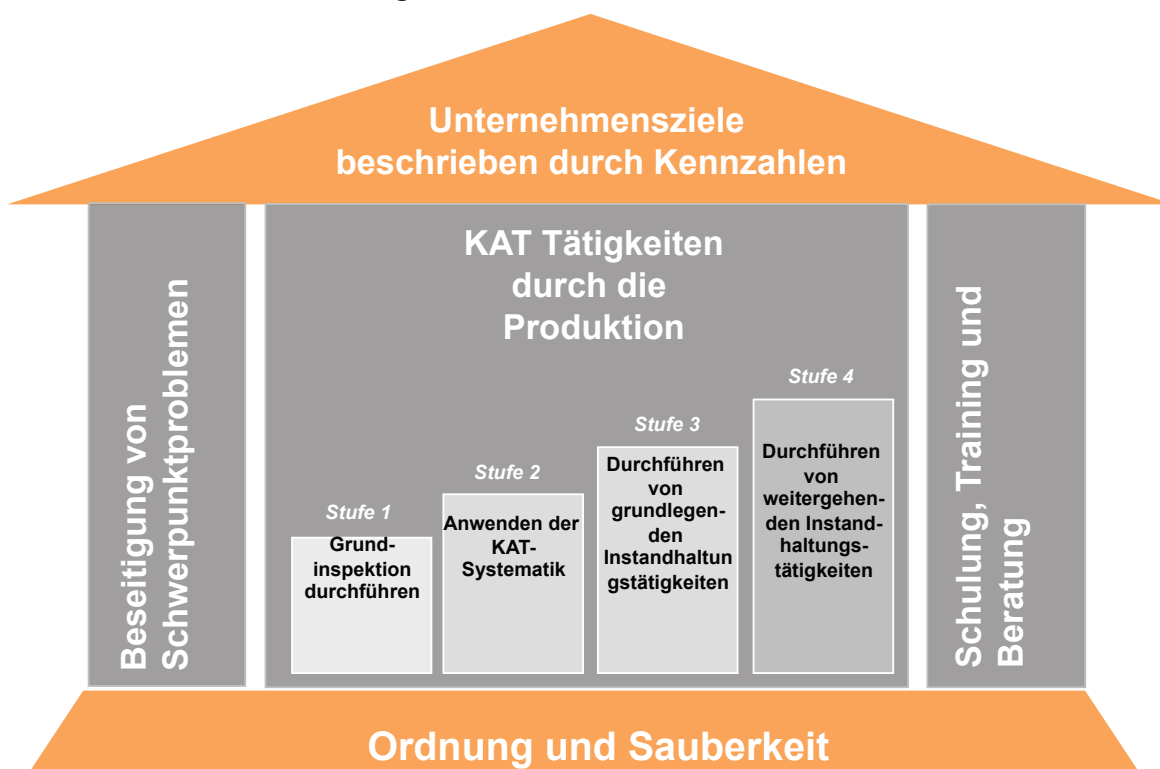 Unternehmensziele
beschrieben durch Kennzahlen
Beseitigung von
Schwerpunktproblemen
KAT Tätigkeiten
durch die
Produktion
Stufe 1
Grund-
inspektion
durchführen
Stufe 2
Anwenden der
KAT-
Systematik
Stufe 3
Durchführen
von
grundlegen-
den
Instandhaltun
gstätigkeiten
Stufe 4
Durchführen
von
weitergehen-
den Instand-
haltungs-
tätigkeiten
Schulung, Training und
Beratung
Ordnung und Sauberkeit